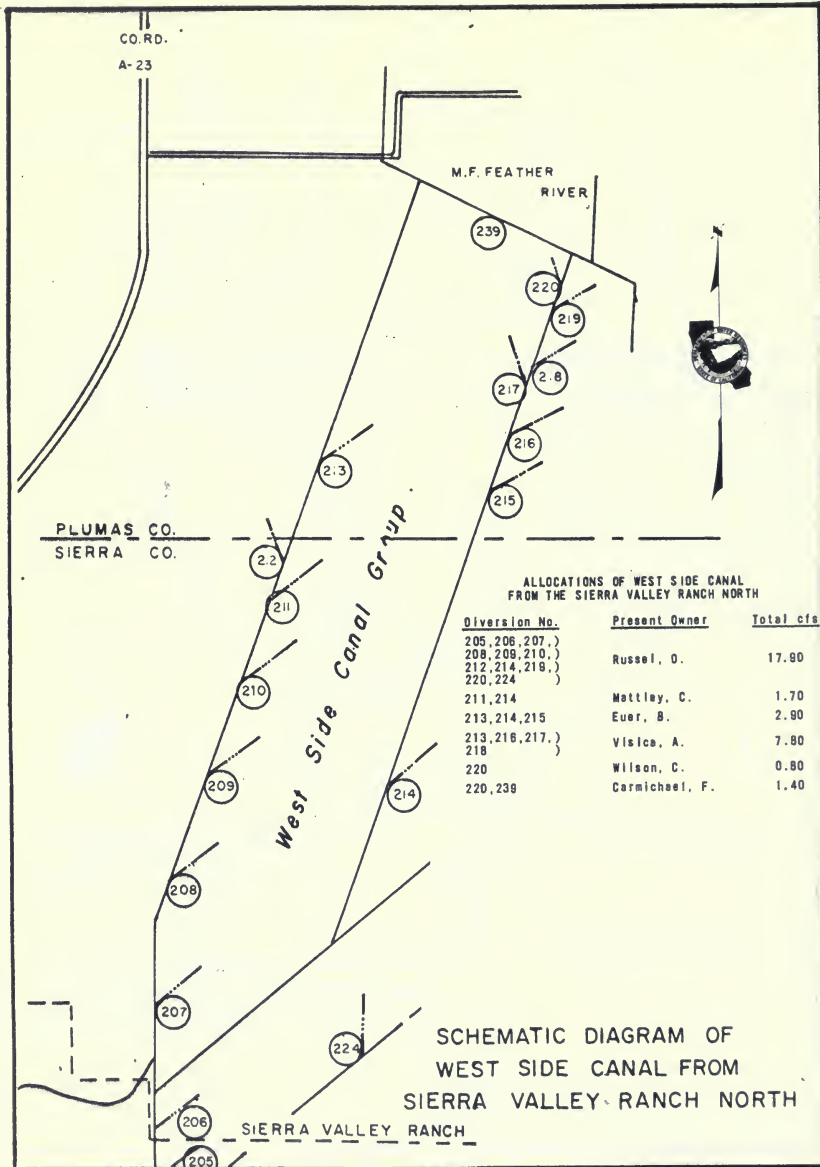 CO.RD.
A-23
M.F. FEATHER
RIVER
239
220
219
217
2.8
216
215
213
PLUMAS CO.
SIERRA CO.
2.2
211
210
209
214
208
207
224
206
205
West Side Canal Group
ALLOCATIONS OF WEST SIDE CANAL
FROM THE SIERRA VALLEY RANCH NORTH
Diversion No. Present Owner Total cfs
205,206,207,)
208,209,210,)
212,214,219,) Russel, O. 17.90
220,224 )
211,214 Mattley, C. 1.70
213,214,215 Euer, B. 2.90
213,216,217,) Visica, A. 7.80
218 )
220 Wilson, C. 0.80
220,239 Carmichael, F. 1.40
SCHEMATIC DIAGRAM OF
WEST SIDE CANAL FROM
SIERRA VALLEY RANCH NORTH
SIERRA VALLEY RANCH